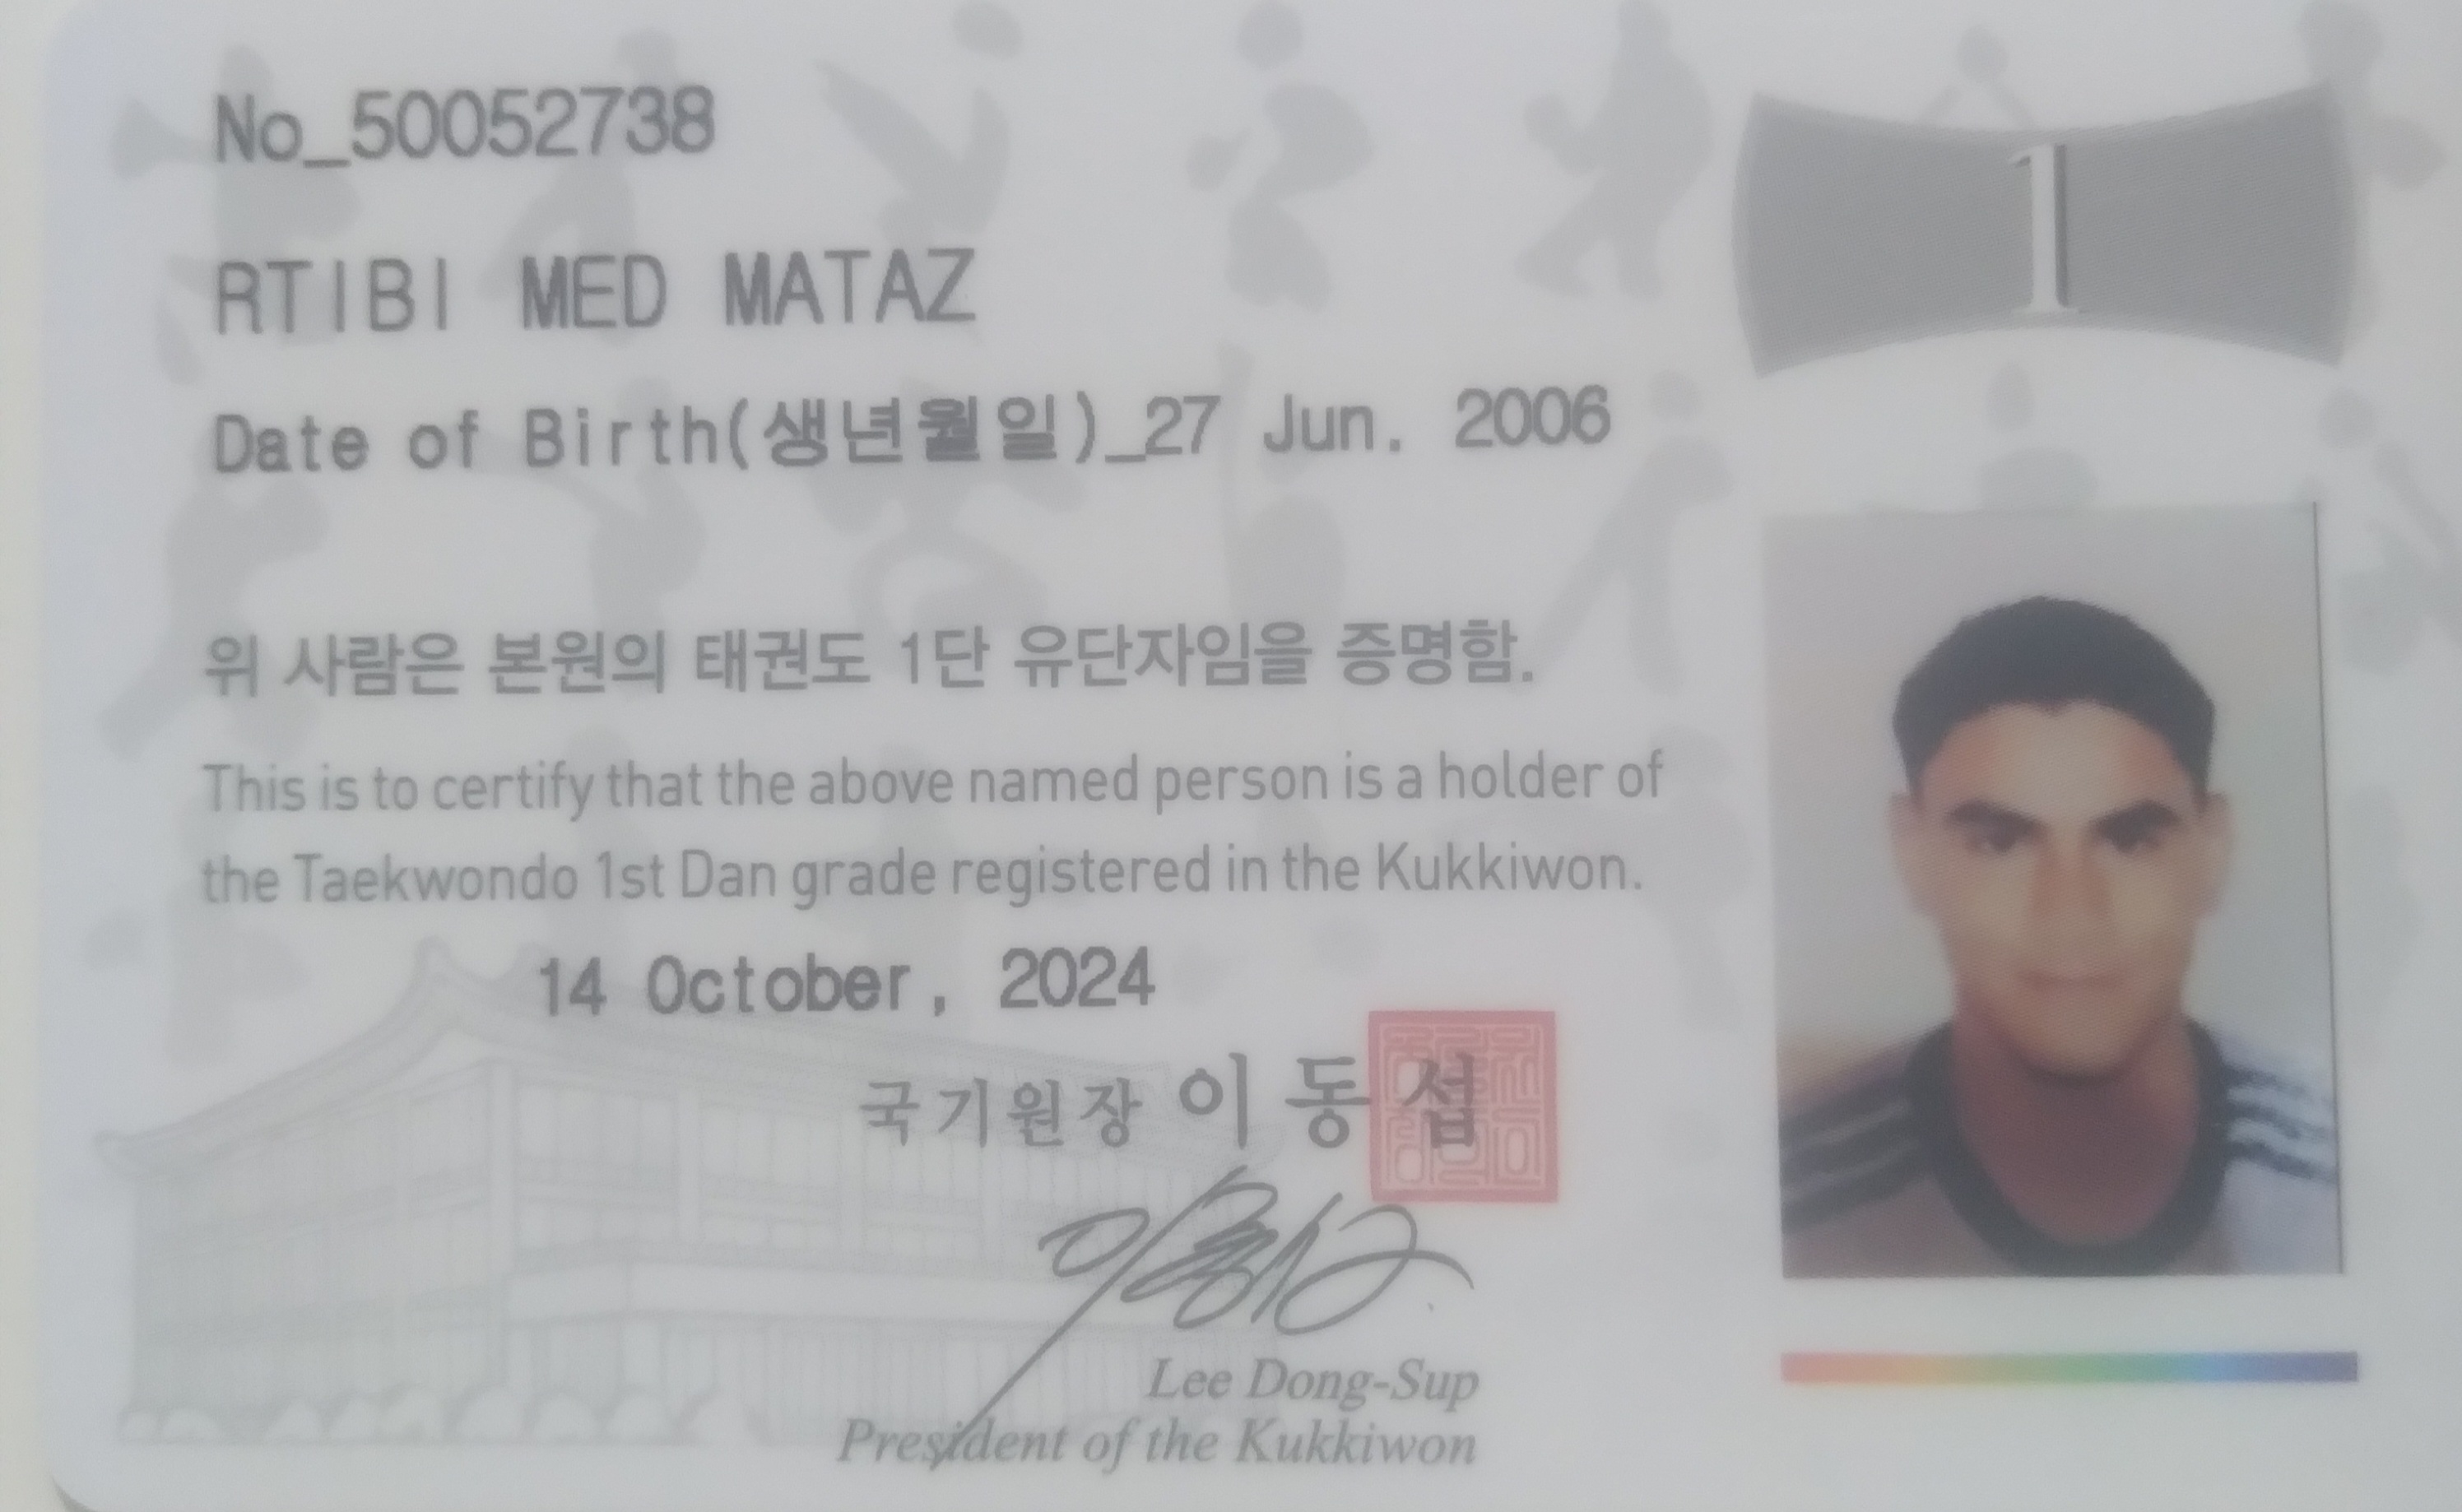 No_50052738
1
RTIBI MED MATAZ
Date of Birth(생년월일)_27 Jun. 2006
위 사람은 본원의 태권도 1단 유단자임을 증명함.
This is to certify that the above named person is a holder of
the Taekwondo 1st Dan grade registered in the Kukkiwon.
14 October, 2024
국기원장 이동섭
Lee Dong-Sup
President of the Kukkiwon